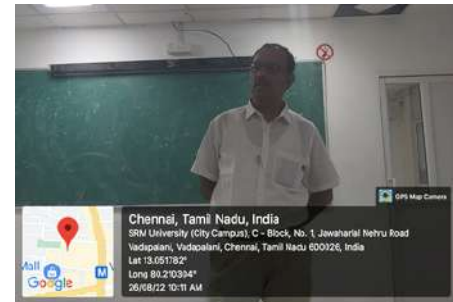 GPS Map Camera
Chennai, Tamil Nadu, India
SRM University (City Campus), C - Block, No. 1, Jawaharlal Nehru Road
Vadapalani, Vadapalani, Chennai, Tamil Nadu 600026, India
Lat 13.051782°
Long 80.210394°
26/08/22 10:11 AM
Mall
M
Google